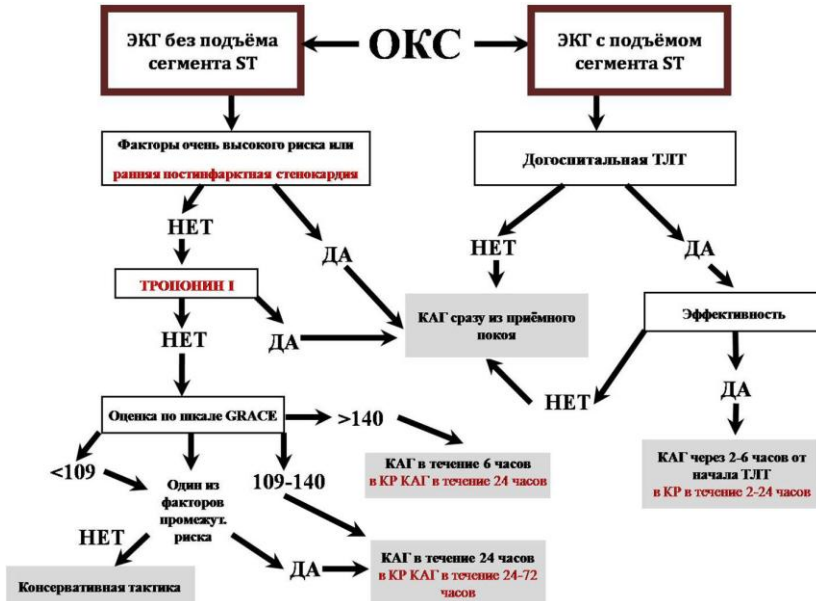 ЭКГ без подъёма
сегмента ST
ОКС
ЭКГ с подъёмом
сегмента ST
Факторы очень высокого риска или
ранняя постинфарктная стенокардия
Догоспитальная ТЛТ
НЕТ
ДА
НЕТ
ДА
ТРОПОНИН I
КАГ сразу из приёмного
покоя
Эффективность
НЕТ
ДА
НЕТ
ДА
Оценка по шкале GRACE
>140
<109
109-140
Один из
факторов
промежут.
риска
КАГ в течение 6 часов
в КР КАГ в течение 24 часов
КАГ через 2-6 часов от
начала ТЛТ
в КР в течение 2-24 часов
НЕТ
ДА
Консервативная тактика
КАГ в течение 24 часов
в КР КАГ в течение 24-72
часов